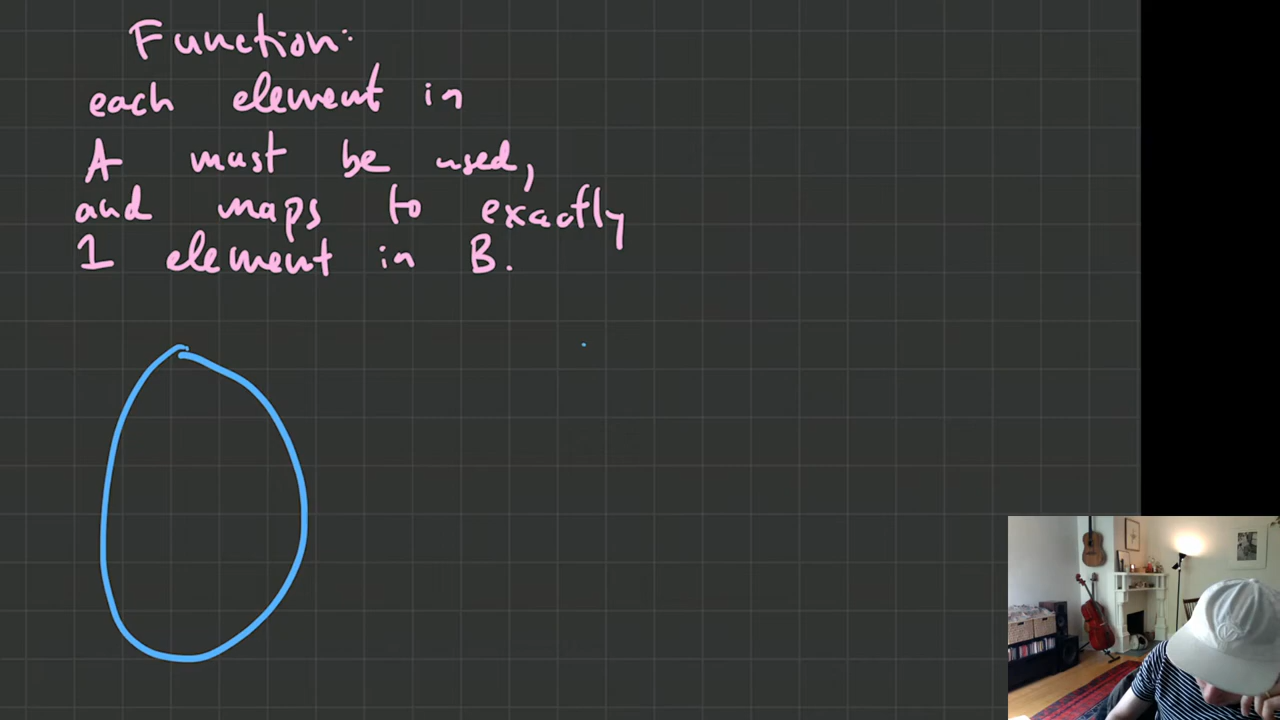 Function:
each element in
A must be used,
and maps to exactly
1 element in B.